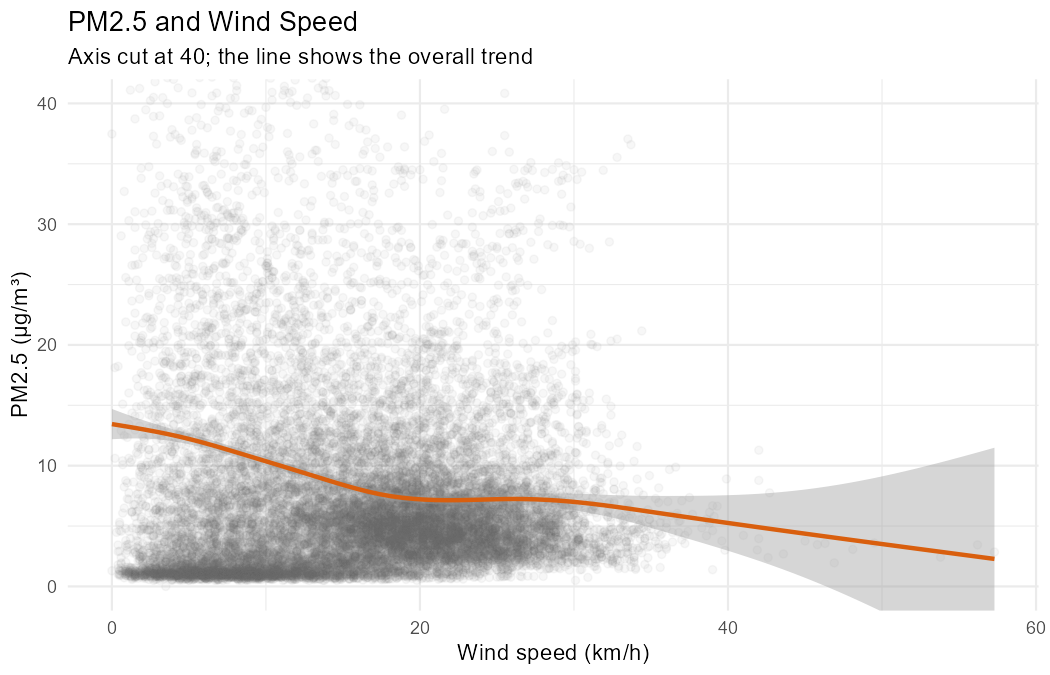 PM2.5 and Wind Speed
Axis cut at 40; the line shows the overall trend
40
30
20
10
0
PM2.5 (µg/m³)
0
20
40
60
Wind speed (km/h)